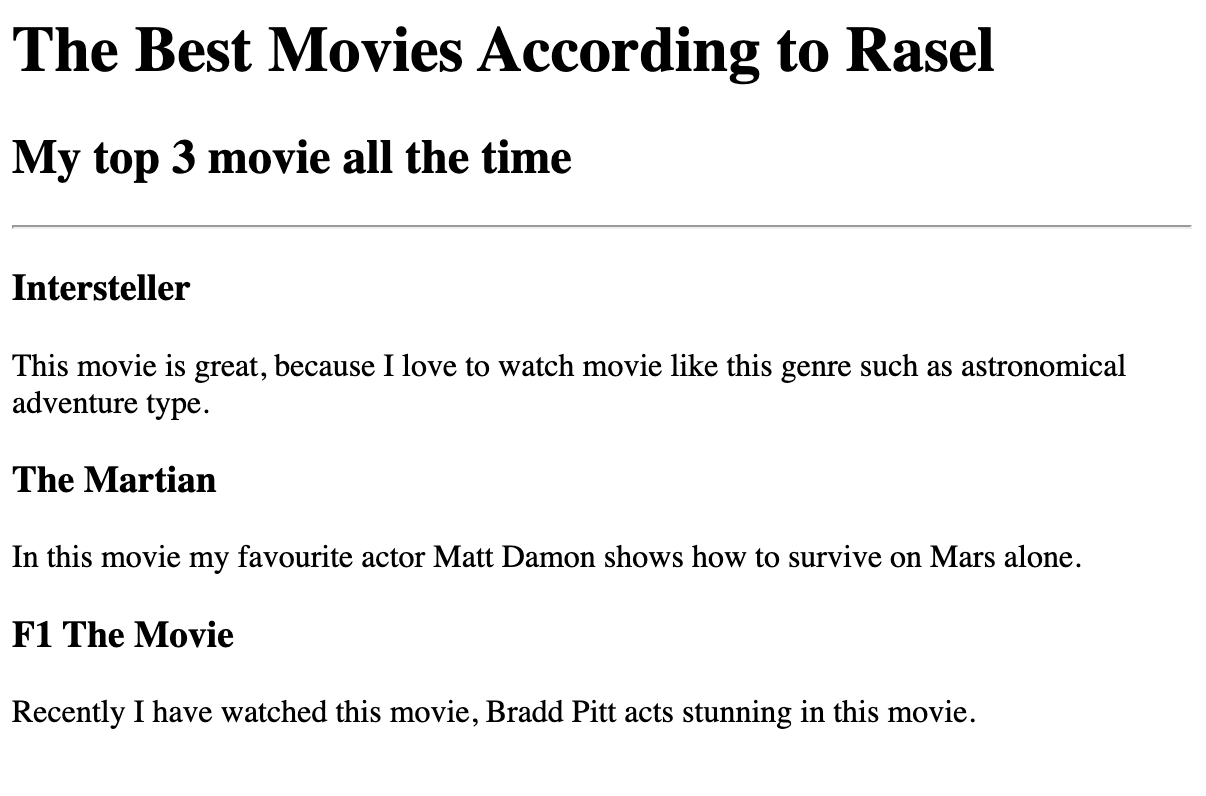 The Best Movies According to Rasel
My top 3 movie all the time
Intersteller
This movie is great, because I love to watch movie like this genre such as astronomical
adventure type.
The Martian
In this movie my favourite actor Matt Damon shows how to survive on Mars alone.
F1 The Movie
Recently I have watched this movie, Bradd Pitt acts stunning in this movie.